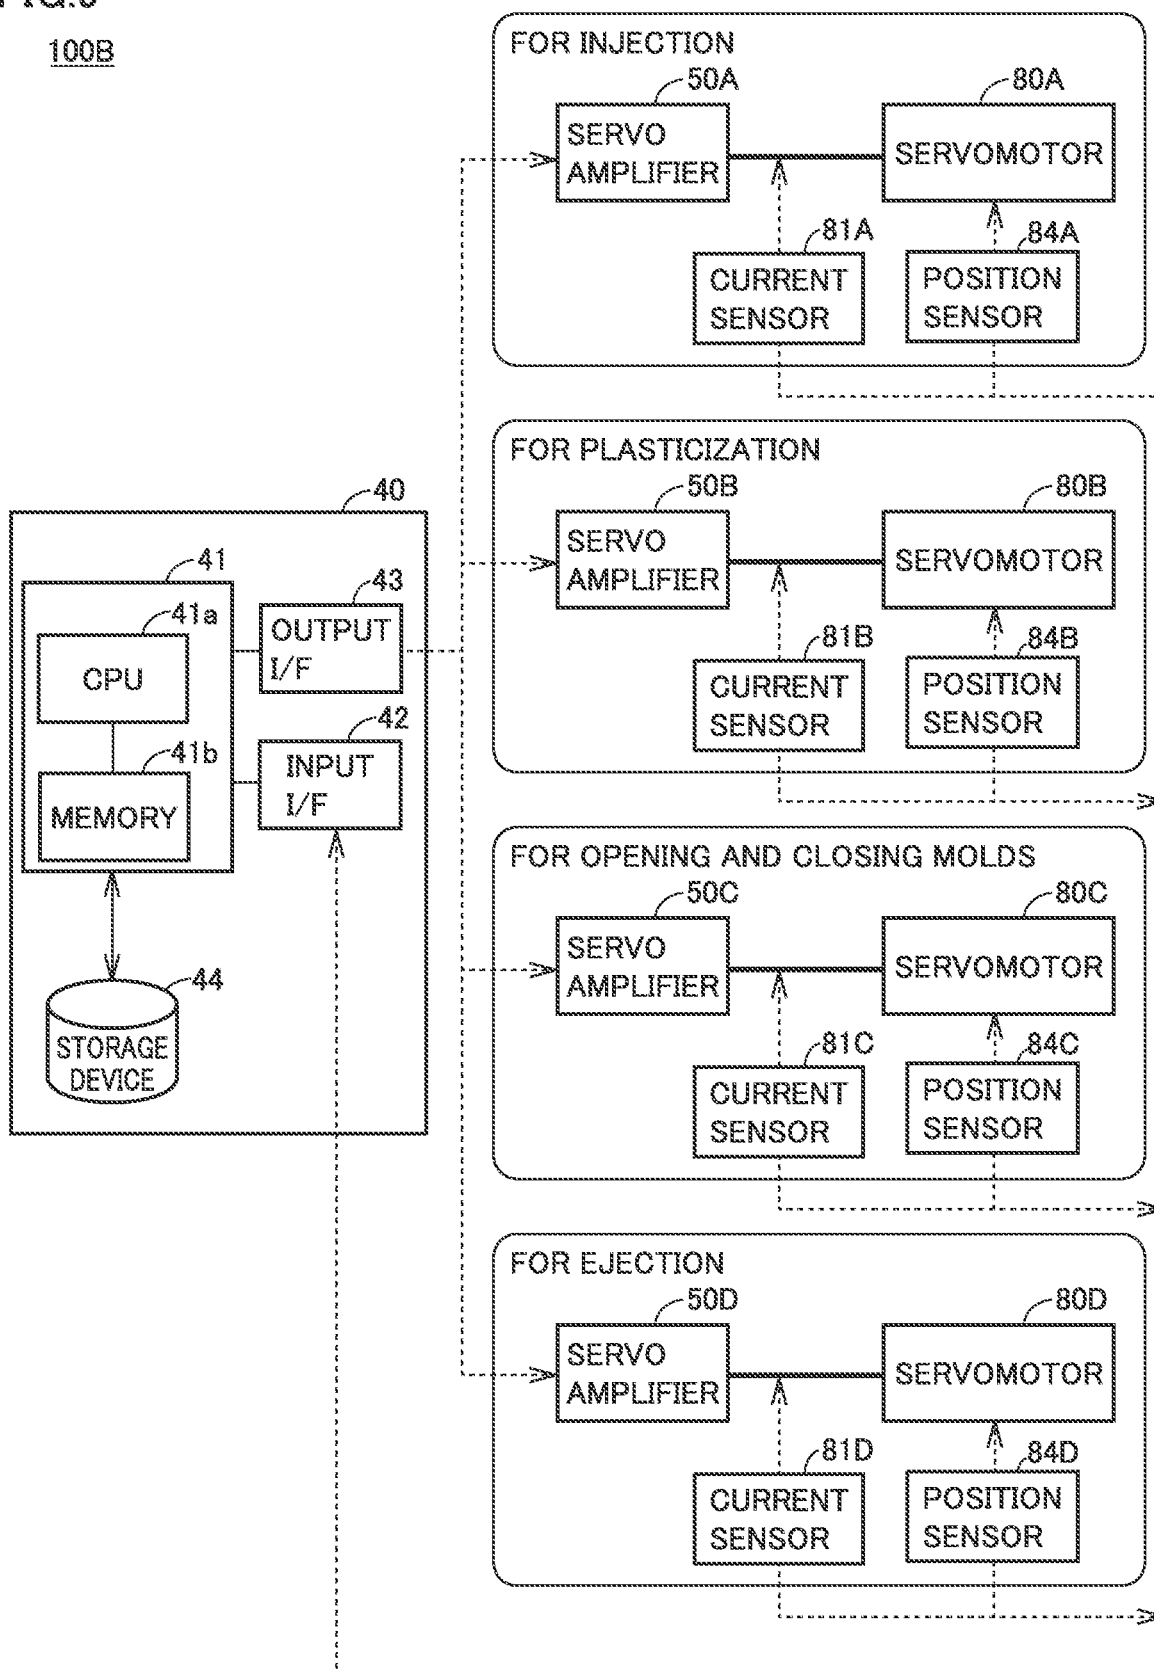 100B
FOR INJECTION
50A
80A
SERVO
AMPLIFIER
SERVOMOTOR
81A
84A
CURRENT
SENSOR
POSITION
SENSOR
FOR PLASTICIZATION
50B
80B
SERVO
AMPLIFIER
SERVOMOTOR
81B
84B
CURRENT
SENSOR
POSITION
SENSOR
40
41
43
41a
OUTPUT
I/F
CPU
42
41b
INPUT
I/F
MEMORY
44
STORAGE
DEVICE
FOR OPENING AND CLOSING MOLDS
50C
80C
SERVO
AMPLIFIER
SERVOMOTOR
81C
84C
CURRENT
SENSOR
POSITION
SENSOR
FOR EJECTION
50D
80D
SERVO
AMPLIFIER
SERVOMOTOR
81D
84D
CURRENT
SENSOR
POSITION
SENSOR